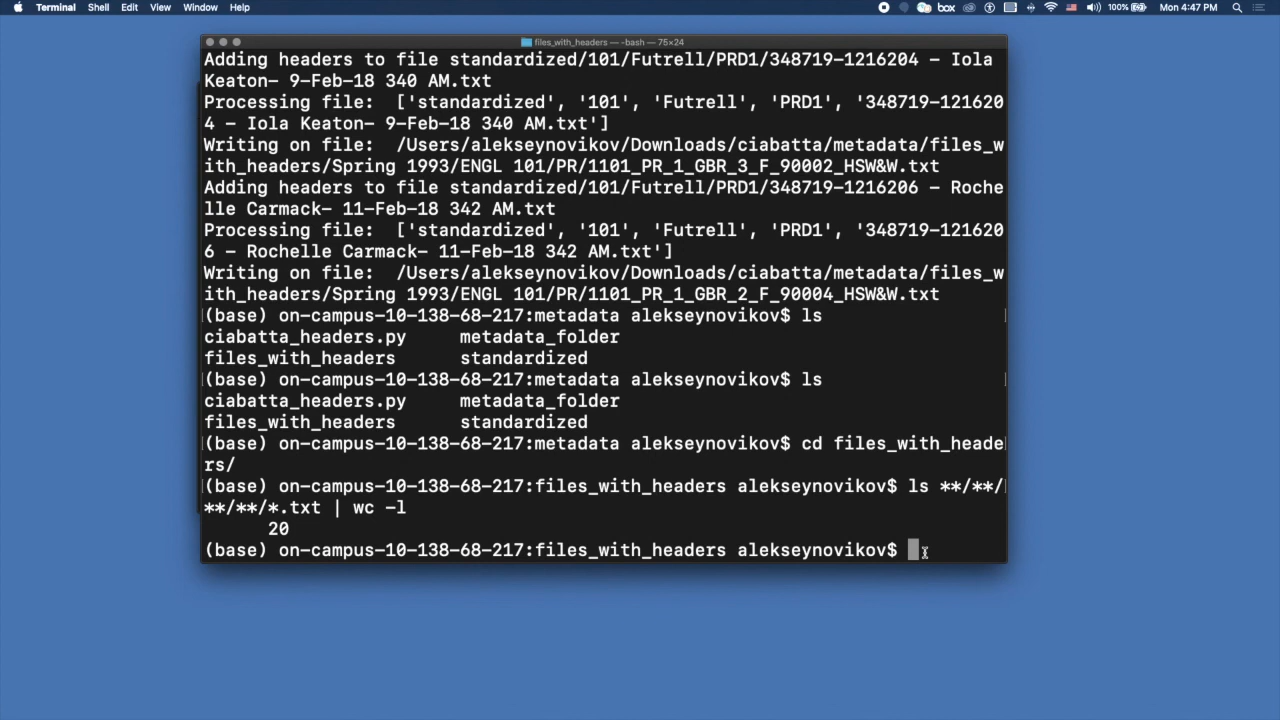 Terminal Shell Edit View Window Help box 100% Mon 4:47 PM
files_with_headers — -bash — 75×24
Adding headers to file standardized/101/Futrell/PRD1/348719-1216204 - Iola
Keaton- 9-Feb-18 340 AM.txt
Processing file:  ['standardized', '101', 'Futrell', 'PRD1', '348719-121620
4 - Iola Keaton- 9-Feb-18 340 AM.txt']
Writing on file:  /Users/alekseynovikov/Downloads/ciabatta/metadata/files_w
ith_headers/Spring 1993/ENGL 101/PR/1101_PR_1_GBR_3_F_90002_HSW&W.txt
Adding headers to file standardized/101/Futrell/PRD1/348719-1216206 - Roche
lle Carmack- 11-Feb-18 342 AM.txt
Processing file:  ['standardized', '101', 'Futrell', 'PRD1', '348719-121620
6 - Rochelle Carmack- 11-Feb-18 342 AM.txt']
Writing on file:  /Users/alekseynovikov/Downloads/ciabatta/metadata/files_w
ith_headers/Spring 1993/ENGL 101/PR/1101_PR_1_GBR_2_F_90004_HSW&W.txt
(base) on-campus-10-138-68-217:metadata alekseynovikov$ ls
ciabatta_headers.py     metadata_folder
files_with_headers      standardized
(base) on-campus-10-138-68-217:metadata alekseynovikov$ ls
ciabatta_headers.py     metadata_folder
files_with_headers      standardized
(base) on-campus-10-138-68-217:metadata alekseynovikov$ cd files_with_heade
rs/
(base) on-campus-10-138-68-217:files_with_headers alekseynovikov$ ls **/**/
**/**/*.txt | wc -l
      20
(base) on-campus-10-138-68-217:files_with_headers alekseynovikov$